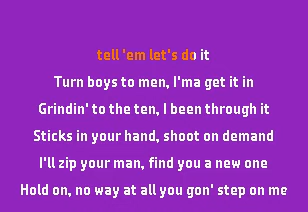 tell 'em let's do it
Turn boys to men, I'ma get it in
Grindin' to the ten, I been through it
Sticks in your hand, shoot on demand
I'll zip your man, find you a new one
Hold on, no way at all you gon' step on me